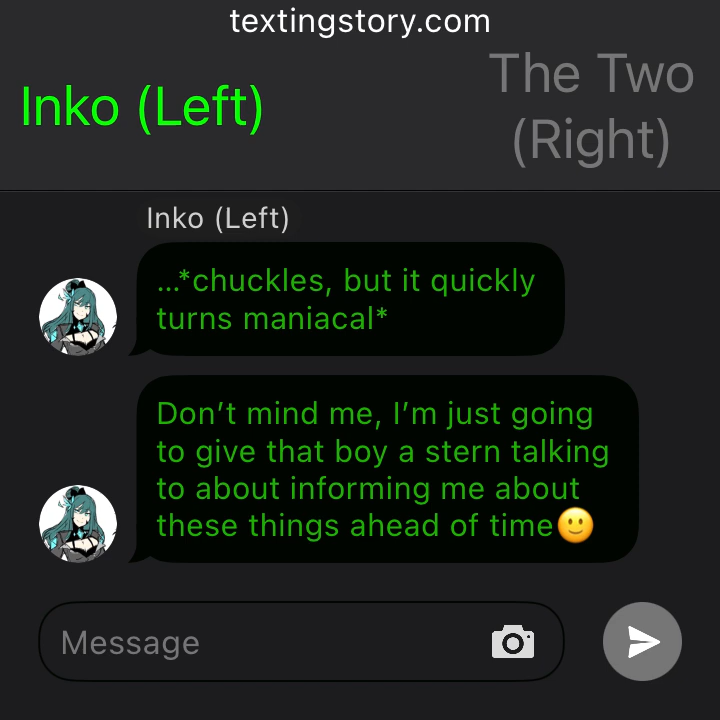 textingstory.com
Inko (Left)
The Two
(Right)
Inko (Left)
...*chuckles, but it quickly
turns maniacal*
Don’t mind me, I’m just going
to give that boy a stern talking
to about informing me about
these things ahead of time🙂
Message